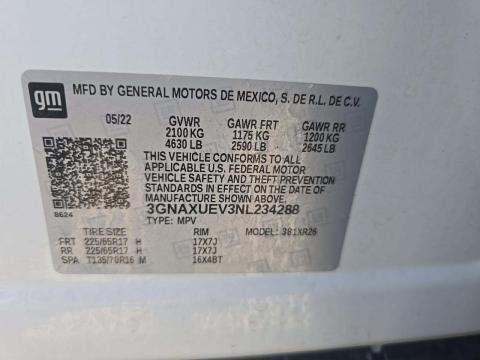 gm
MFD BY GENERAL MOTORS DE MEXICO, S. DE R.L. DE C.V.
05/22 GVWR GAWR FRT GAWR RR
2100 KG 1175 KG 1200 KG
4630 LB 2590 LB 2645 LB
THIS VEHICLE CONFORMS TO ALL
APPLICABLE U.S. FEDERAL MOTOR
VEHICLE SAFETY AND THEFT PREVENTION
STANDARDS IN EFFECT ON THE DATE OF
MANUFACTURE SHOWN ABOVE.
8624 3GNAXUEV3NL234288
TYPE: MPV
TIRE SIZE RIM MODEL: 381XR26
FRT 225/65R17 H 17X7J
RR 225/65R17 H 17X7J
SPA T135/70R16 M 16X4BT